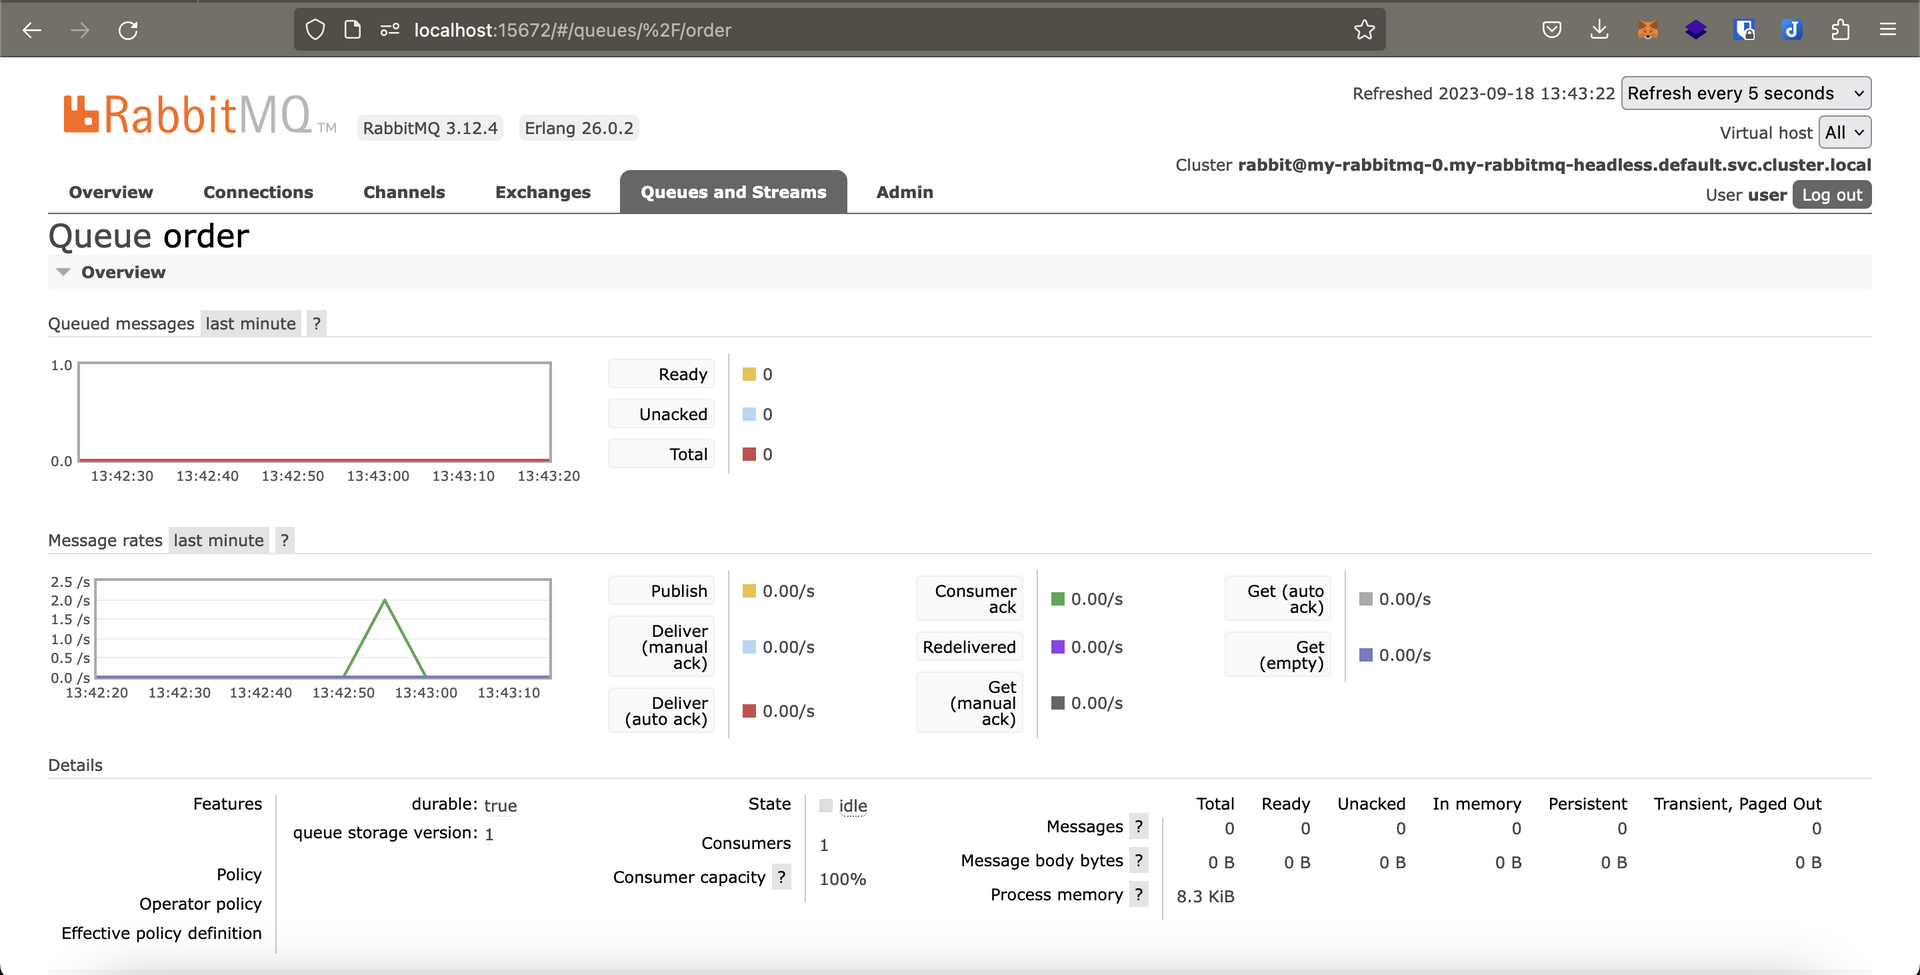 localhost:15672/#/queues/%2F/order
RabbitMQ TM
RabbitMQ 3.12.4
Erlang 26.0.2
Refreshed 2023-09-18 13:43:22
Refresh every 5 seconds
Virtual host All
Cluster rabbit@my-rabbitmq-0.my-rabbitmq-headless.default.svc.cluster.local
User user Log out
Overview Connections Channels Exchanges Queues and Streams Admin
Queue order
Overview
Queued messages last minute ?
1.0
0.0
13:42:30 13:42:40 13:42:50 13:43:00 13:43:10 13:43:20
Ready 0
Unacked 0
Total 0
Message rates last minute ?
2.5 /s
2.0 /s
1.5 /s
1.0 /s
0.5 /s
0.0 /s
13:42:20 13:42:30 13:42:40 13:42:50 13:43:00 13:43:10
Publish 0.00/s
Deliver
(manual 0.00/s
ack)
Deliver
(auto ack) 0.00/s
Consumer
ack 0.00/s
Redelivered 0.00/s
Get
(manual 0.00/s
ack)
Get (auto
ack) 0.00/s
Get
(empty) 0.00/s
Details
Features
durable: true
queue storage version: 1
Policy
Operator policy
Effective policy definition
State idle
Consumers 1
Consumer capacity ? 100%
Total Ready Unacked In memory Persistent Transient, Paged Out
Messages ? 0 0 0 0 0 0
Message body bytes ? 0 B 0 B 0 B 0 B 0 B 0 B
Process memory ? 8.3 KiB